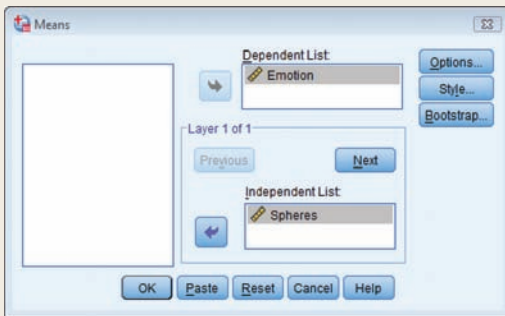 Means
Dependent List:
Emotion
Options...
Style...
Bootstrap...
Layer 1 of 1
Previous
Next
Independent List:
Spheres
OK
Paste
Reset
Cancel
Help